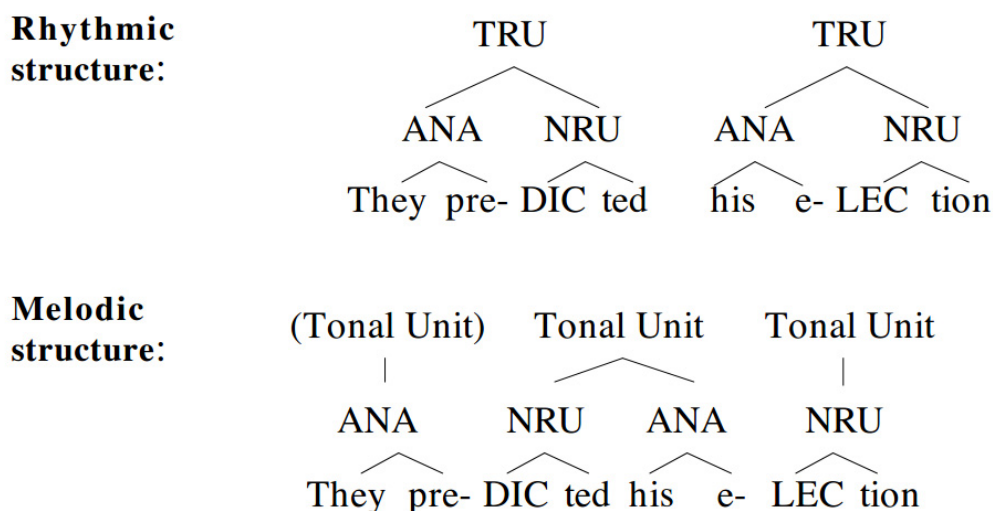 Rhythmic structure:
TRU TRU
ANA NRU ANA NRU
They pre- DIC ted his e- LEC tion
Melodic structure:
(Tonal Unit) Tonal Unit Tonal Unit
ANA NRU ANA NRU
They pre- DIC ted his e- LEC tion